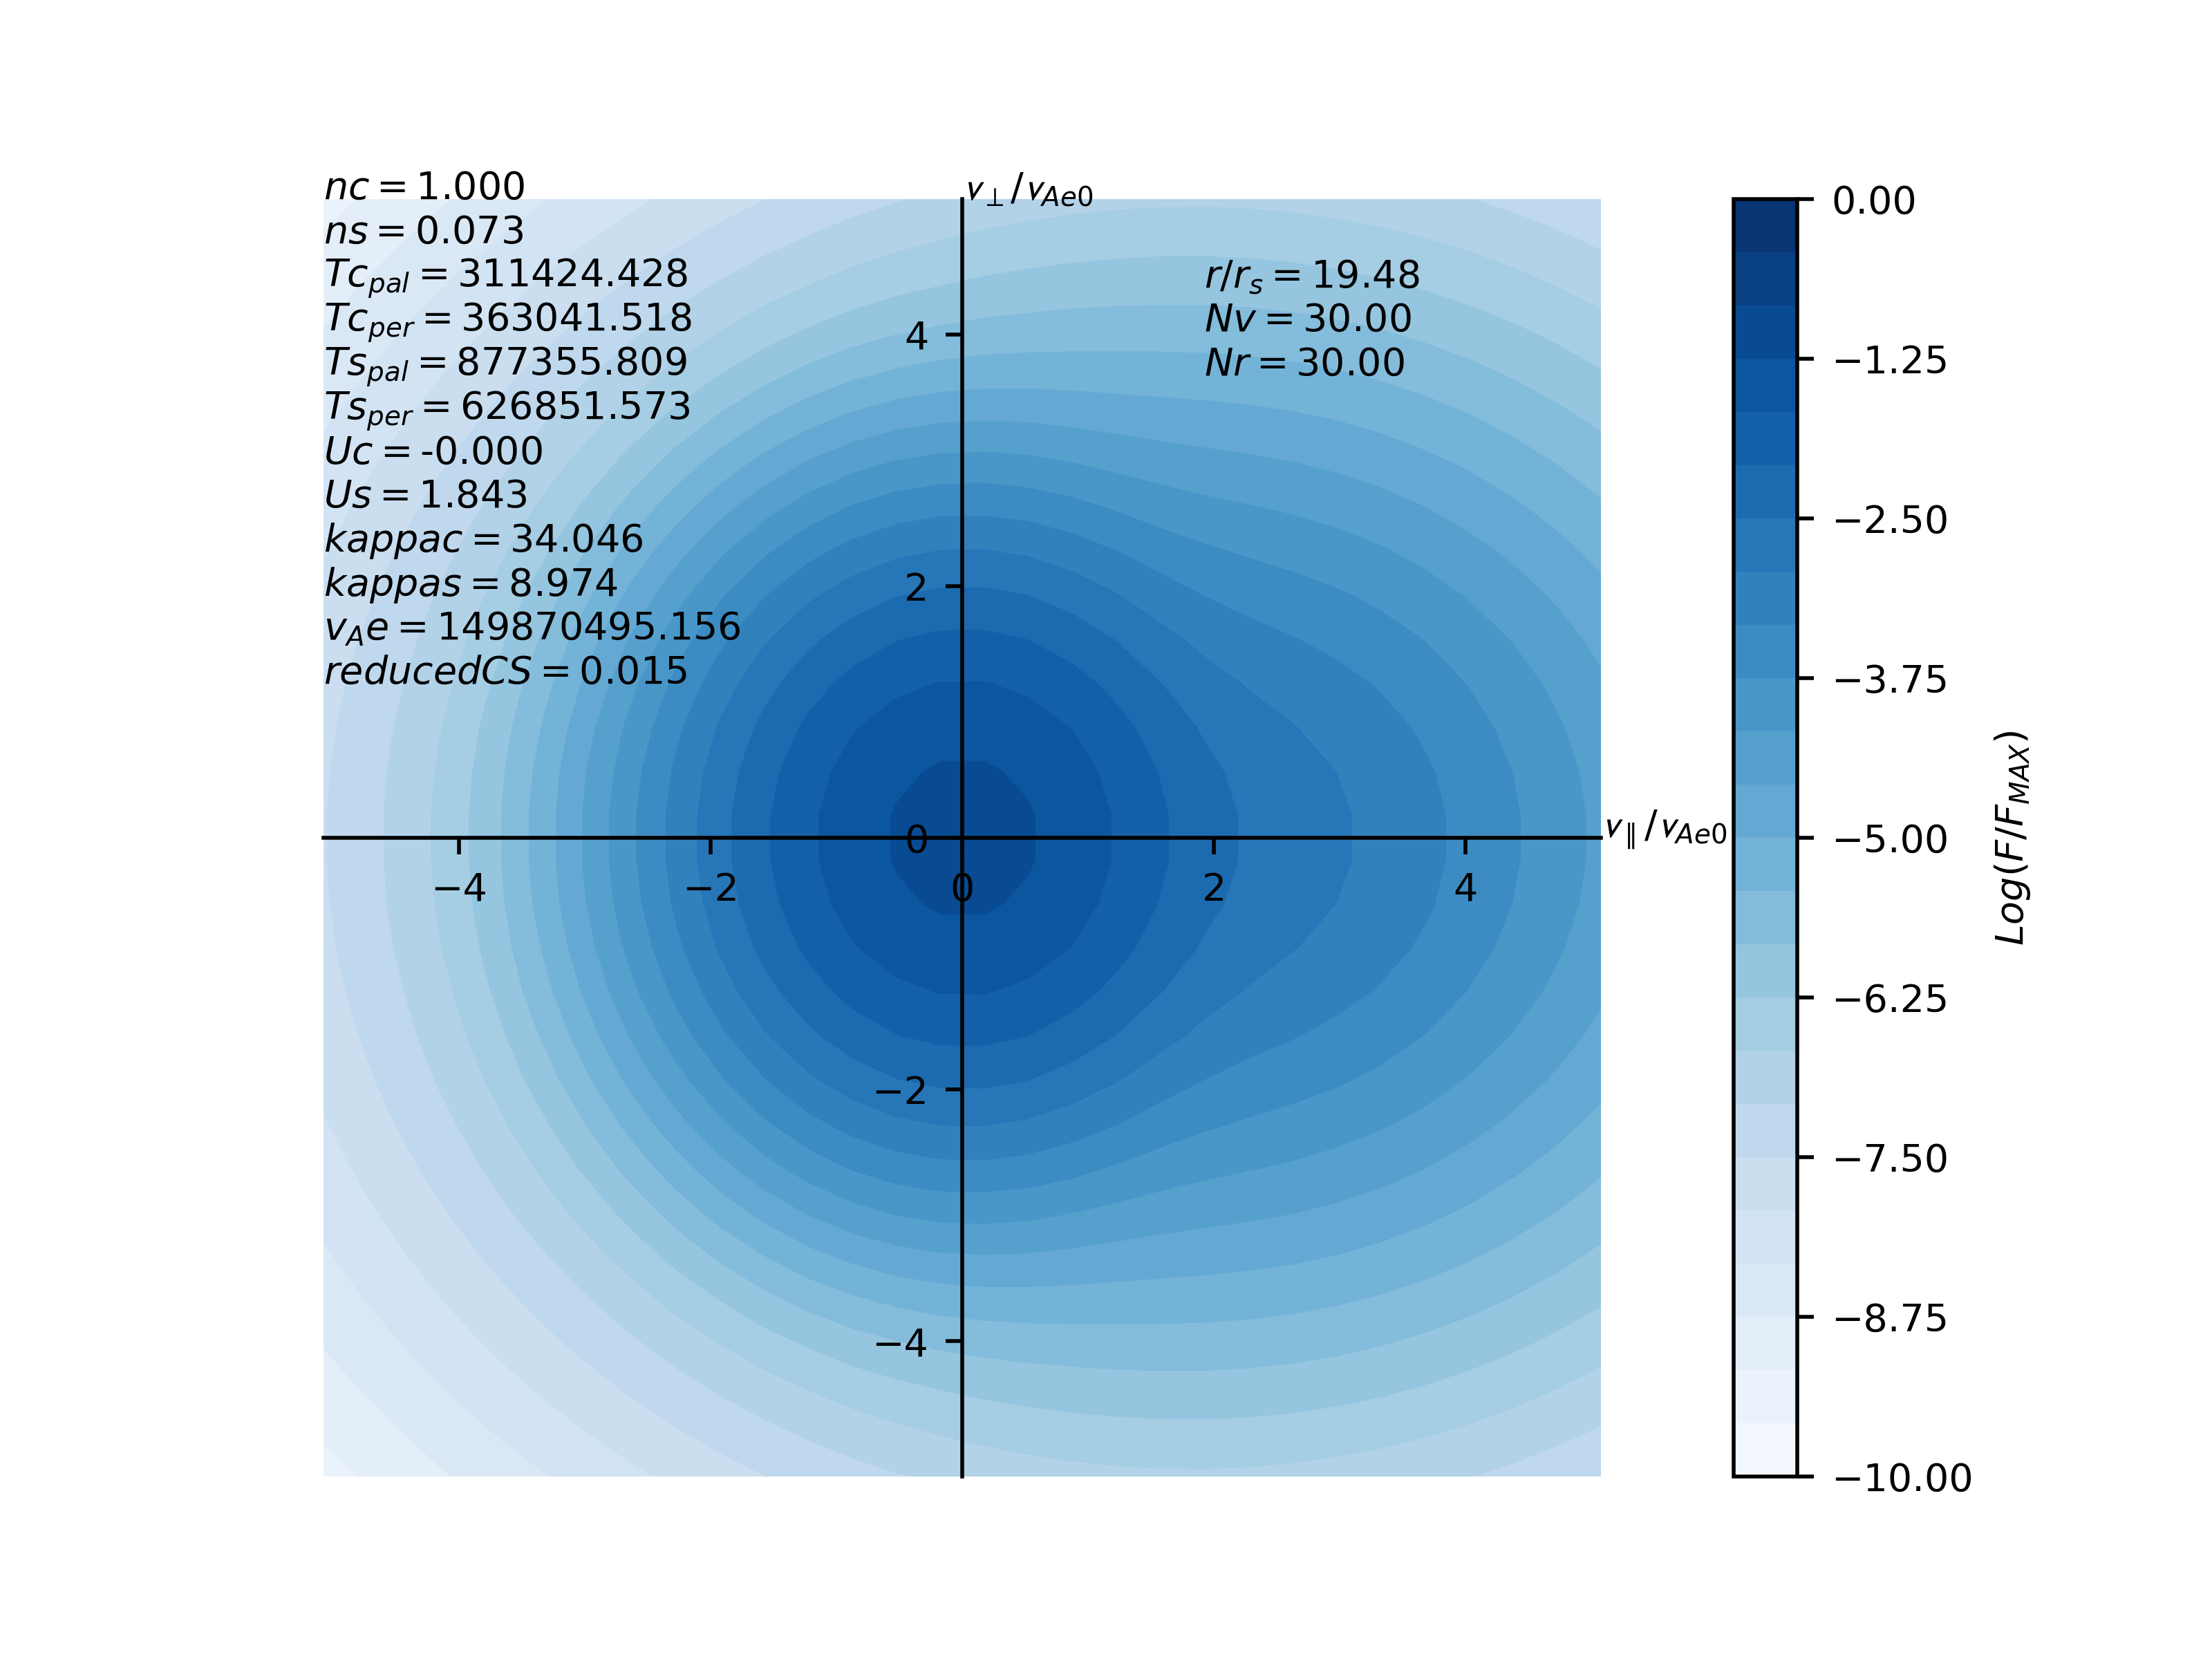 nc = 1.000
ns = 0.073
Tc_pal = 311424.428
Tc_per = 363041.518
Ts_pal = 877355.809
Ts_per = 626851.573
Uc = -0.000
Us = 1.843
kappac = 34.046
kappas = 8.974
v_Ae = 149870495.156
reducedCS = 0.015
v⊥/v_Ae0
r/r_s = 19.48
Nv = 30.00
Nr = 30.00
4
2
0
−2
−4
−4 −2 0 2 4
v∥/v_Ae0
0.00
−1.25
−2.50
−3.75
−5.00
−6.25
−7.50
−8.75
−10.00
Log(F/F_MAX)